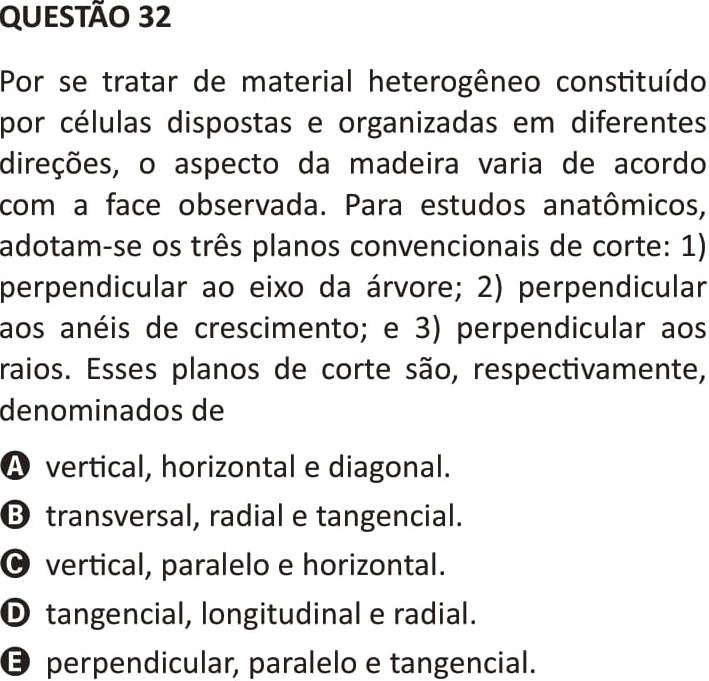 QUESTÃO 32
Por se tratar de material heterogêneo constituído
por células dispostas e organizadas em diferentes
direções, o aspecto da madeira varia de acordo
com a face observada. Para estudos anatômicos,
adotam-se os três planos convencionais de corte: 1)
perpendicular ao eixo da árvore; 2) perpendicular
aos anéis de crescimento; e 3) perpendicular aos
raios. Esses planos de corte são, respectivamente,
denominados de
A vertical, horizontal e diagonal.
B transversal, radial e tangencial.
C vertical, paralelo e horizontal.
D tangencial, longitudinal e radial.
E perpendicular, paralelo e tangencial.